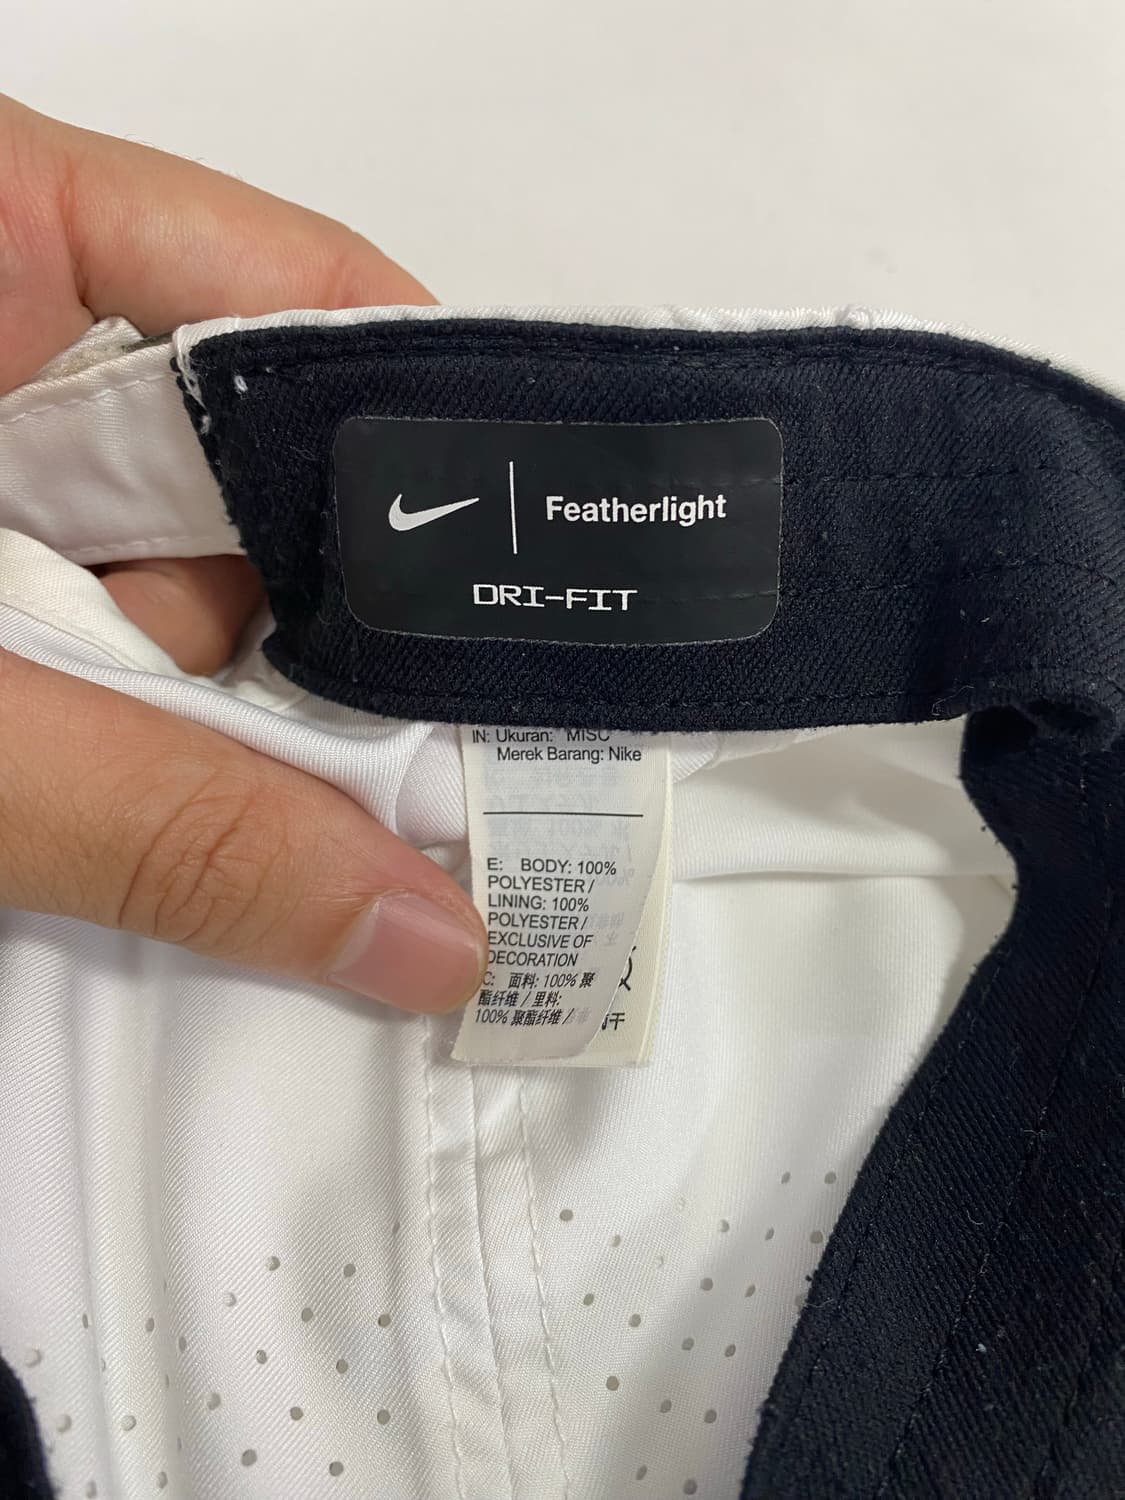 Featherlight
DRI-FIT
IN: Ukuran: MISC
Merek Barang: Nike
E: BODY: 100%
POLYESTER /
LINING: 100%
POLYESTER /
EXCLUSIVE OF
DECORATION
C: 面料: 100% 聚
酯纤维 / 里料:
100% 聚酯纤维 /
干